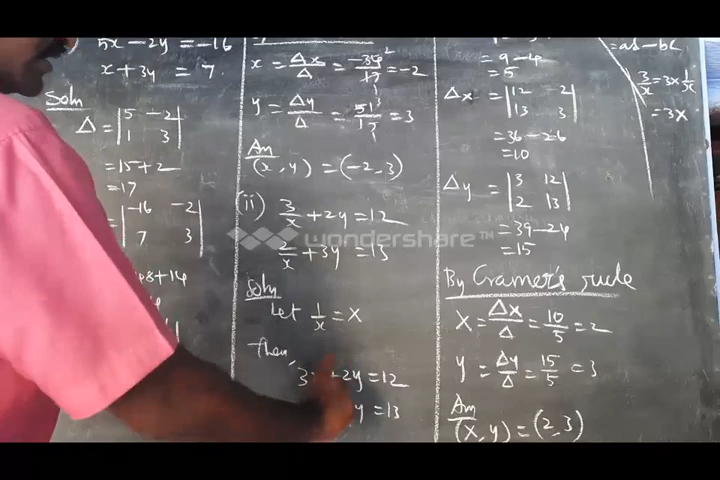 5x − 2y = −16
x + 3y = 7.
Soln
Δ = |5 −2|
|1 3|
= 15 + 2
= 17
= |−16 −2|
|7 3|
48 + 14
x = Δx/Δ = −34/17 = −2
y = Δy/Δ = 51/17 = 3
Ans
(x, y) = (−2, 3)
(ii) 3/x + 2y = 12
2/x + 3y = 13
Soln
Let 1/x = X
Then,
+ 2y = 12
y = 13
= 9 − 4
= 5
Δx = |12 −2|
|13 3|
= 36 − 26
= 10
Δy = |3 12|
|2 13|
= 39 − 24
= 15
By Cramer's rule
X = Δx/Δ = 10/5 = 2
y = Δy/Δ = 15/5 = 3
Ans
(X, y) = (2, 3)
= ad − bc
3/x = 3 × 1/x
= 3X
wondershare™